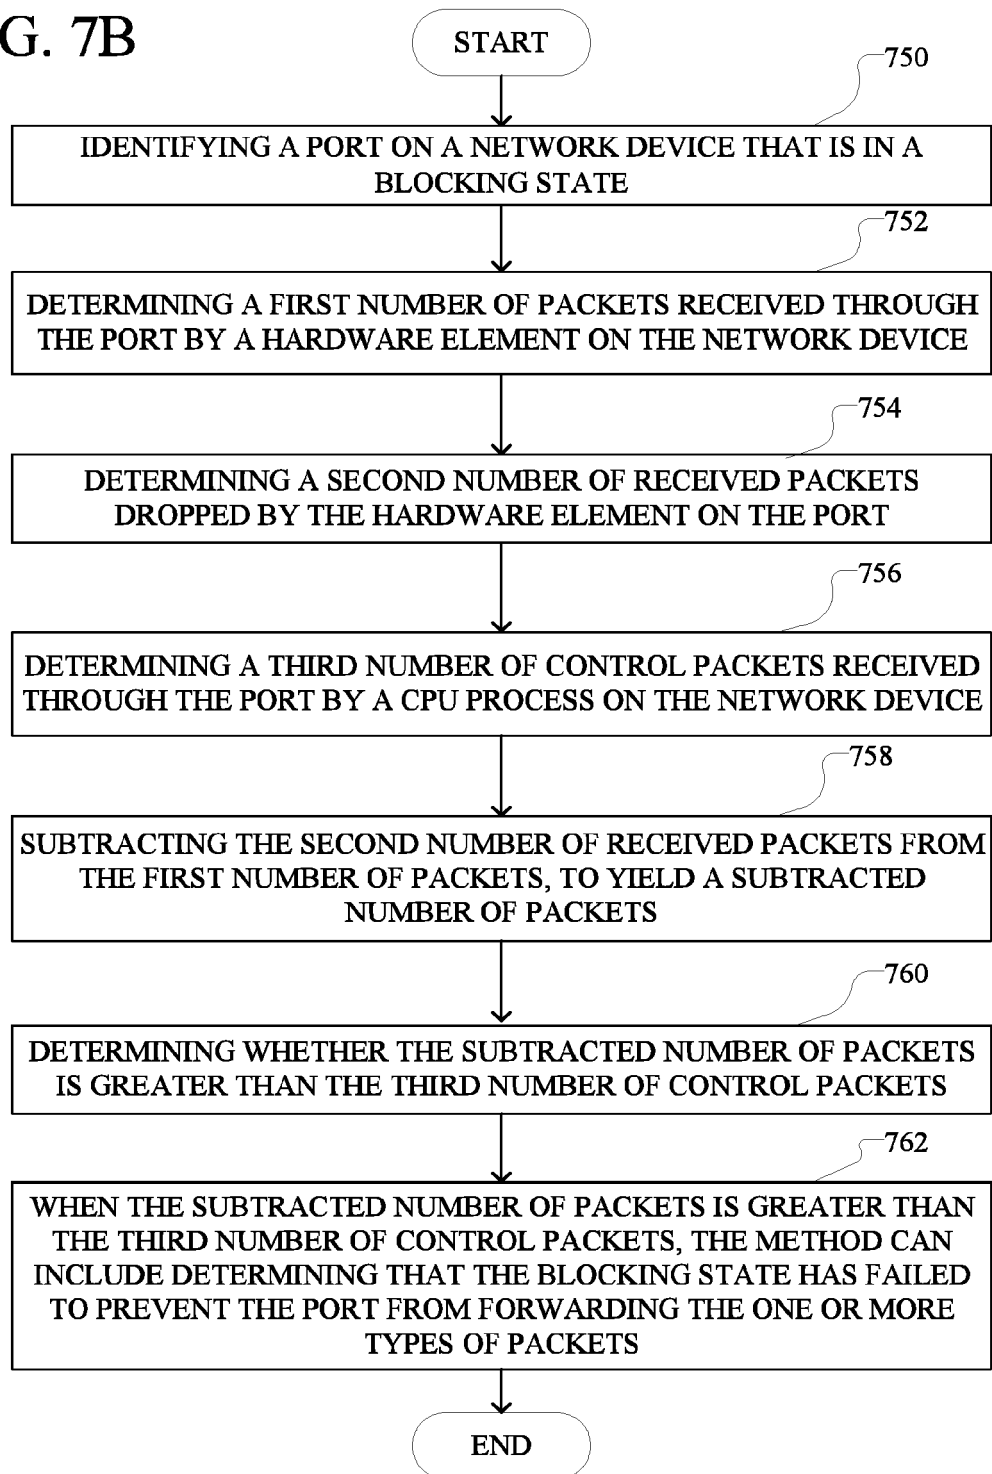 G. 7B
START
750
IDENTIFYING A PORT ON A NETWORK DEVICE THAT IS IN A
BLOCKING STATE
752
DETERMINING A FIRST NUMBER OF PACKETS RECEIVED THROUGH
THE PORT BY A HARDWARE ELEMENT ON THE NETWORK DEVICE
754
DETERMINING A SECOND NUMBER OF RECEIVED PACKETS
DROPPED BY THE HARDWARE ELEMENT ON THE PORT
756
DETERMINING A THIRD NUMBER OF CONTROL PACKETS RECEIVED
THROUGH THE PORT BY A CPU PROCESS ON THE NETWORK DEVICE
758
SUBTRACTING THE SECOND NUMBER OF RECEIVED PACKETS FROM
THE FIRST NUMBER OF PACKETS, TO YIELD A SUBTRACTED
NUMBER OF PACKETS
760
DETERMINING WHETHER THE SUBTRACTED NUMBER OF PACKETS
IS GREATER THAN THE THIRD NUMBER OF CONTROL PACKETS
762
WHEN THE SUBTRACTED NUMBER OF PACKETS IS GREATER THAN
THE THIRD NUMBER OF CONTROL PACKETS, THE METHOD CAN
INCLUDE DETERMINING THAT THE BLOCKING STATE HAS FAILED
TO PREVENT THE PORT FROM FORWARDING THE ONE OR MORE
TYPES OF PACKETS
END